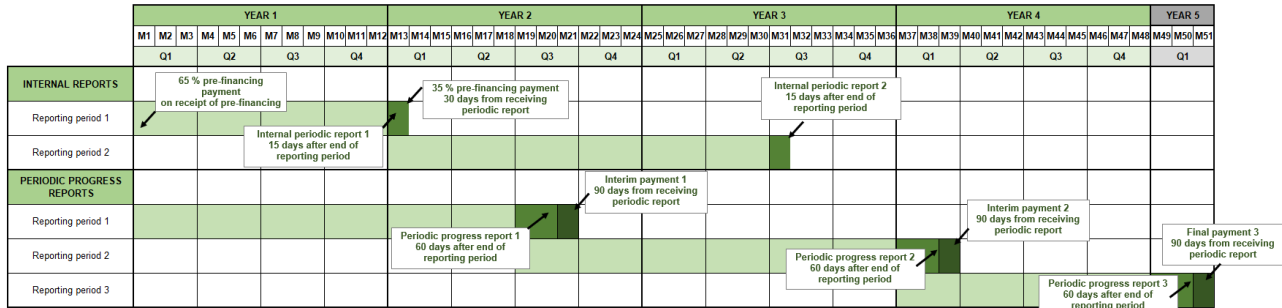 YEAR 1 YEAR 2 YEAR 3 YEAR 4 YEAR 5
M1 M2 M3 M4 M5 M6 M7 M8 M9 M10 M11 M12 M13 M14 M15 M16 M17 M18 M19 M20 M21 M22 M23 M24 M25 M26 M27 M28 M29 M30 M31 M32 M33 M34 M35 M36 M37 M38 M39 M40 M41 M42 M43 M44 M45 M46 M47 M48 M49 M50 M51
Q1 Q2 Q3 Q4 Q1 Q2 Q3 Q4 Q1 Q2 Q3 Q4 Q1 Q2 Q3 Q4 Q1
INTERNAL REPORTS
65 % pre-financing
payment
on receipt of pre-financing
35 % pre-financing payment
30 days from receiving
periodic report
Internal periodic report 2
15 days after end of
reporting period
Reporting period 1
Internal periodic report 1
15 days after end of
reporting period
Reporting period 2
PERIODIC PROGRESS
REPORTS
Interim payment 1
90 days from receiving
periodic report
Reporting period 1
Periodic progress report 1
60 days after end of
reporting period
Interim payment 2
90 days from receiving
periodic report
Final payment 3
90 days from receiving
periodic report
Reporting period 2
Periodic progress report 2
60 days after end of
reporting period
Reporting period 3
Periodic progress report 3
60 days after end of
reporting period